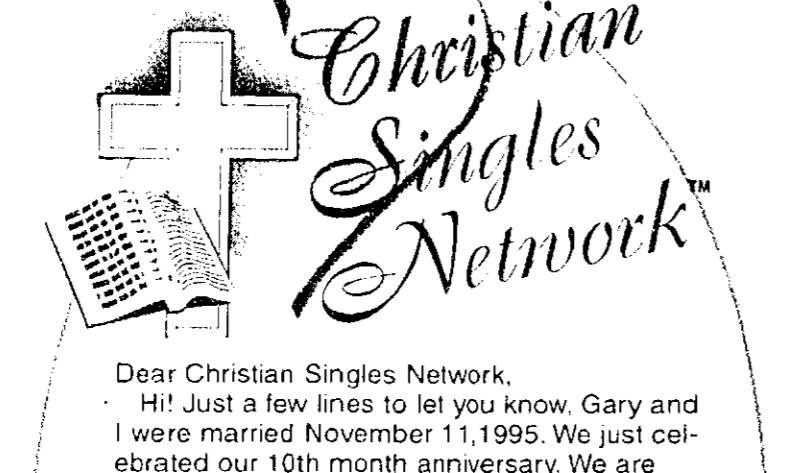 Christian
Singles
Network™
Dear Christian Singles Network,
Hi! Just a few lines to let you know, Gary and
I were married November 11,1995. We just cel-
ebrated our 10th month anniversary. We are